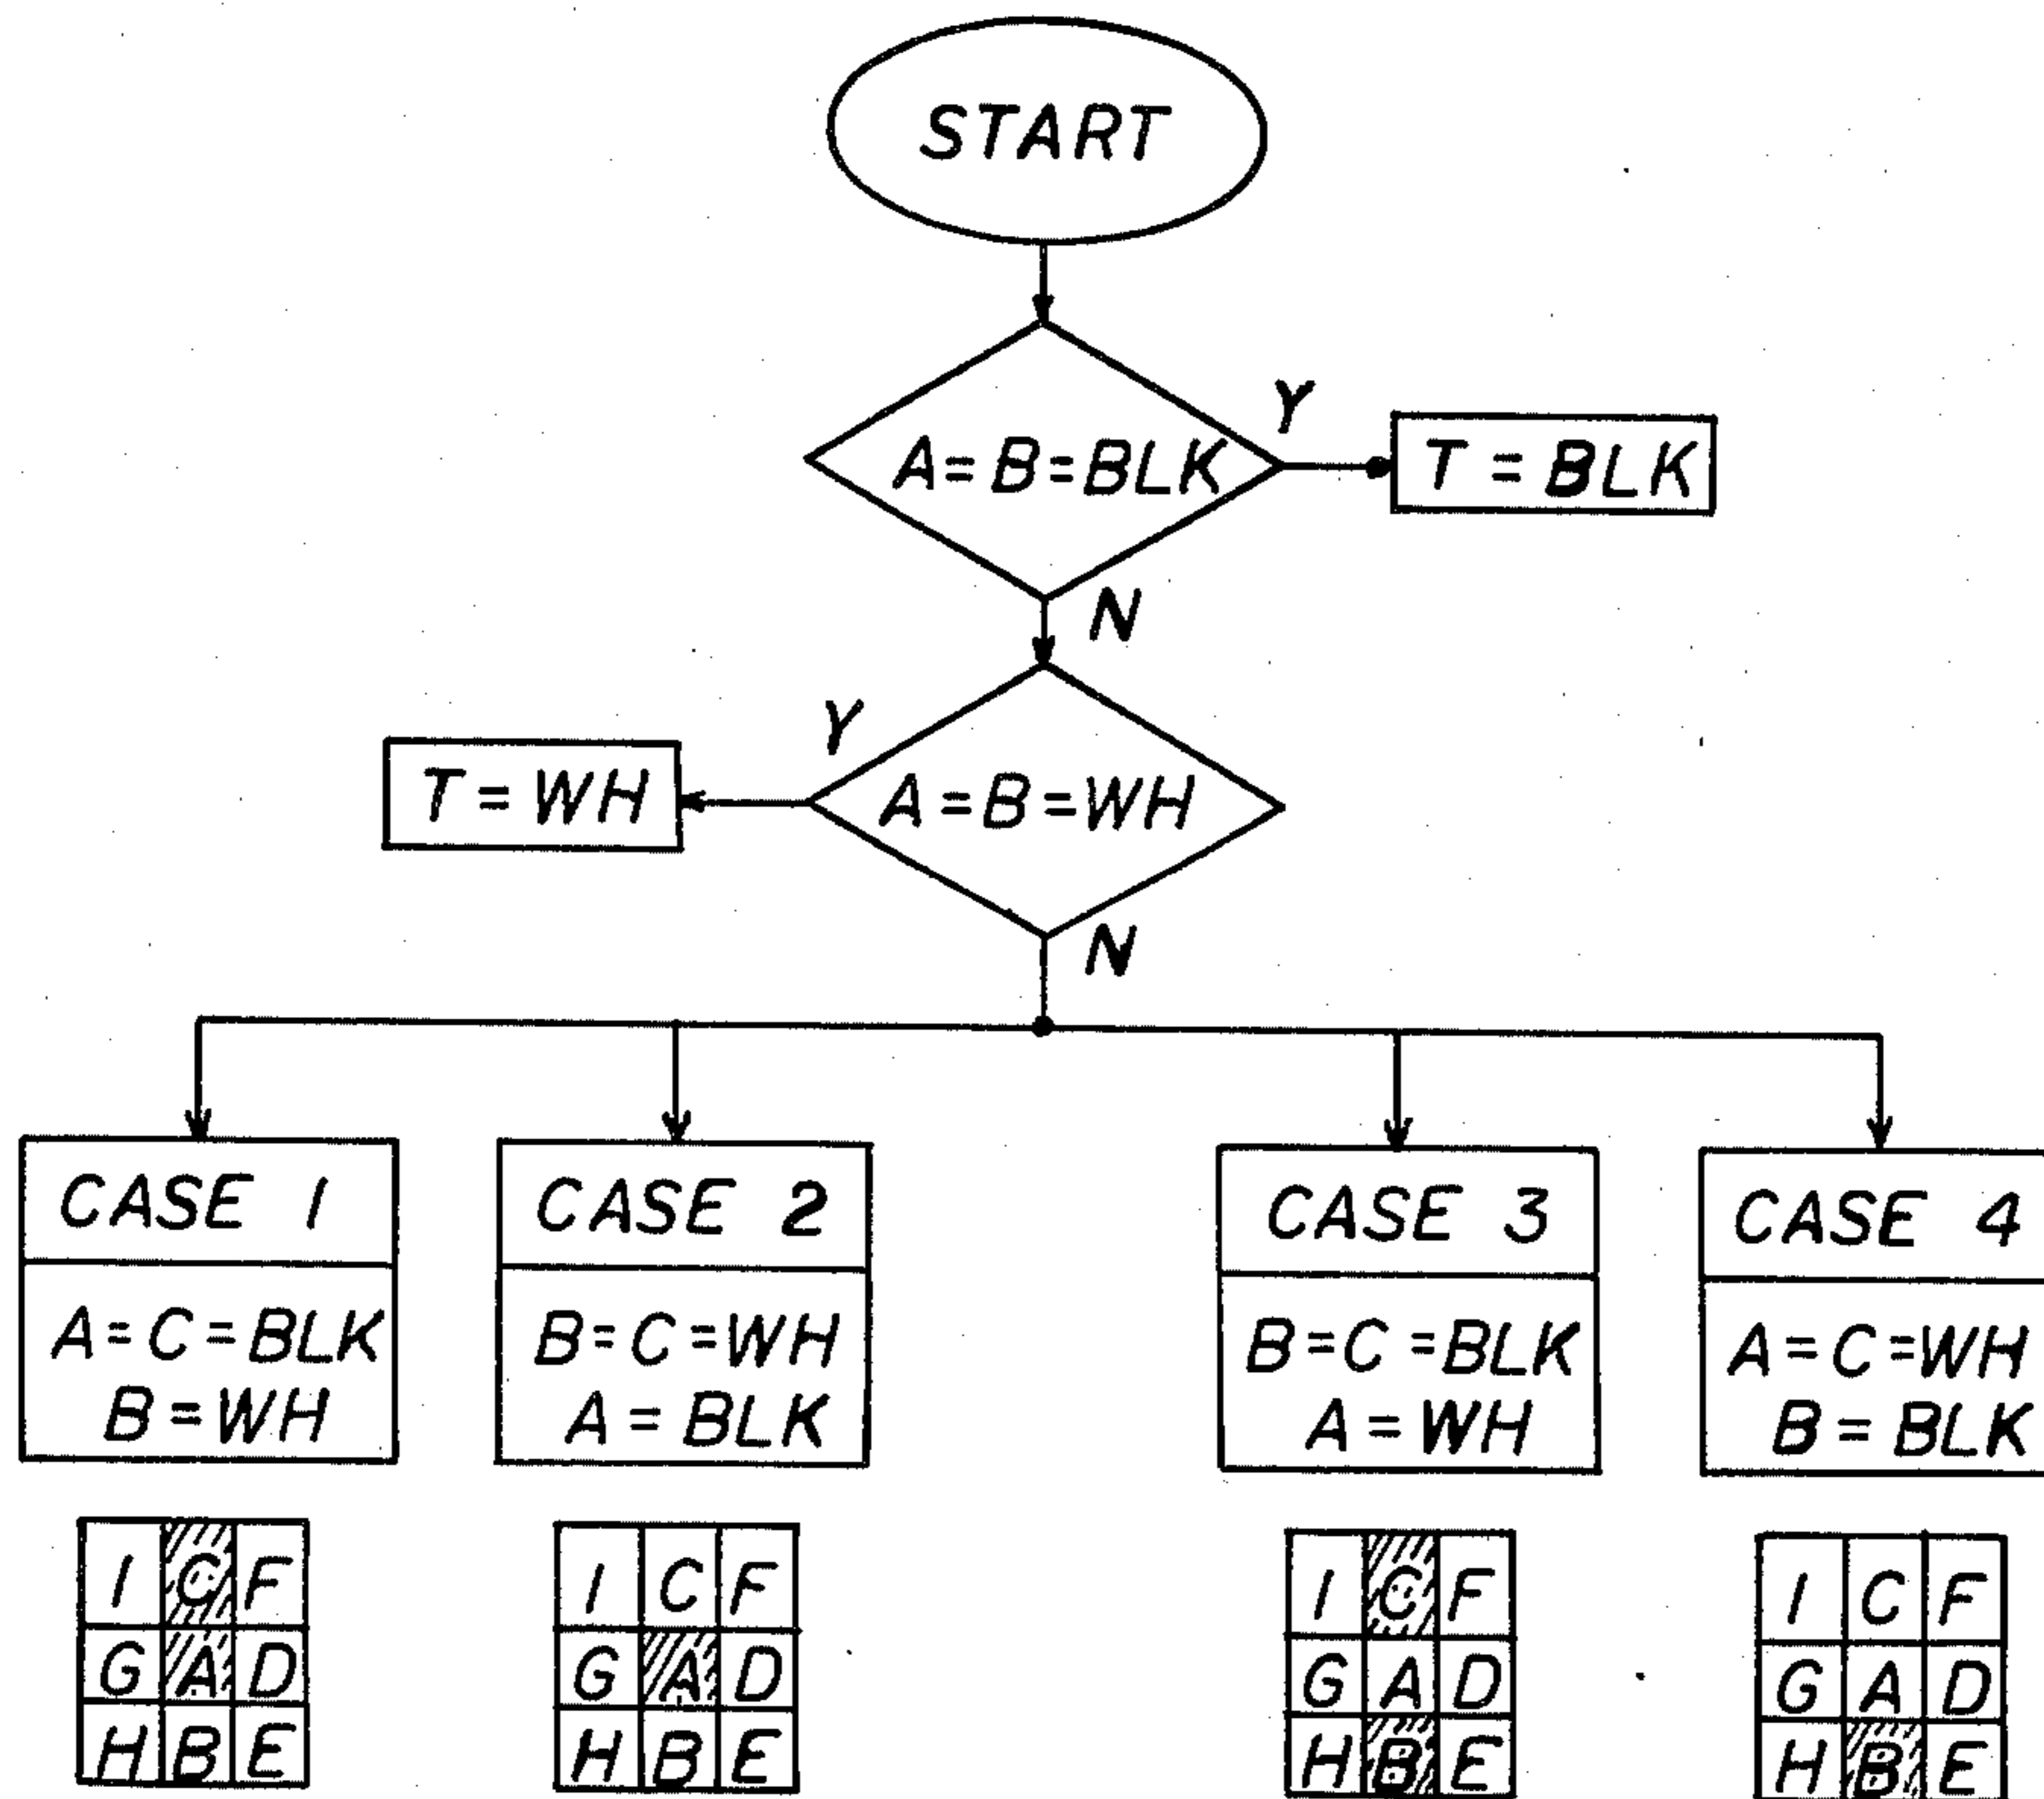 START
A=B=BLK
Y
T=BLK
N
Y
T=WH
A=B=WH
N
CASE 1
A=C=BLK
B=WH
CASE 2
B=C=WH
A=BLK
CASE 3
B=C=BLK
A=WH
CASE 4
A=C=WH
B=BLK
I C F
G A D
H B E
I C F
G A D
H B E
I C F
G A D
H B E
I C F
G A D
H B E